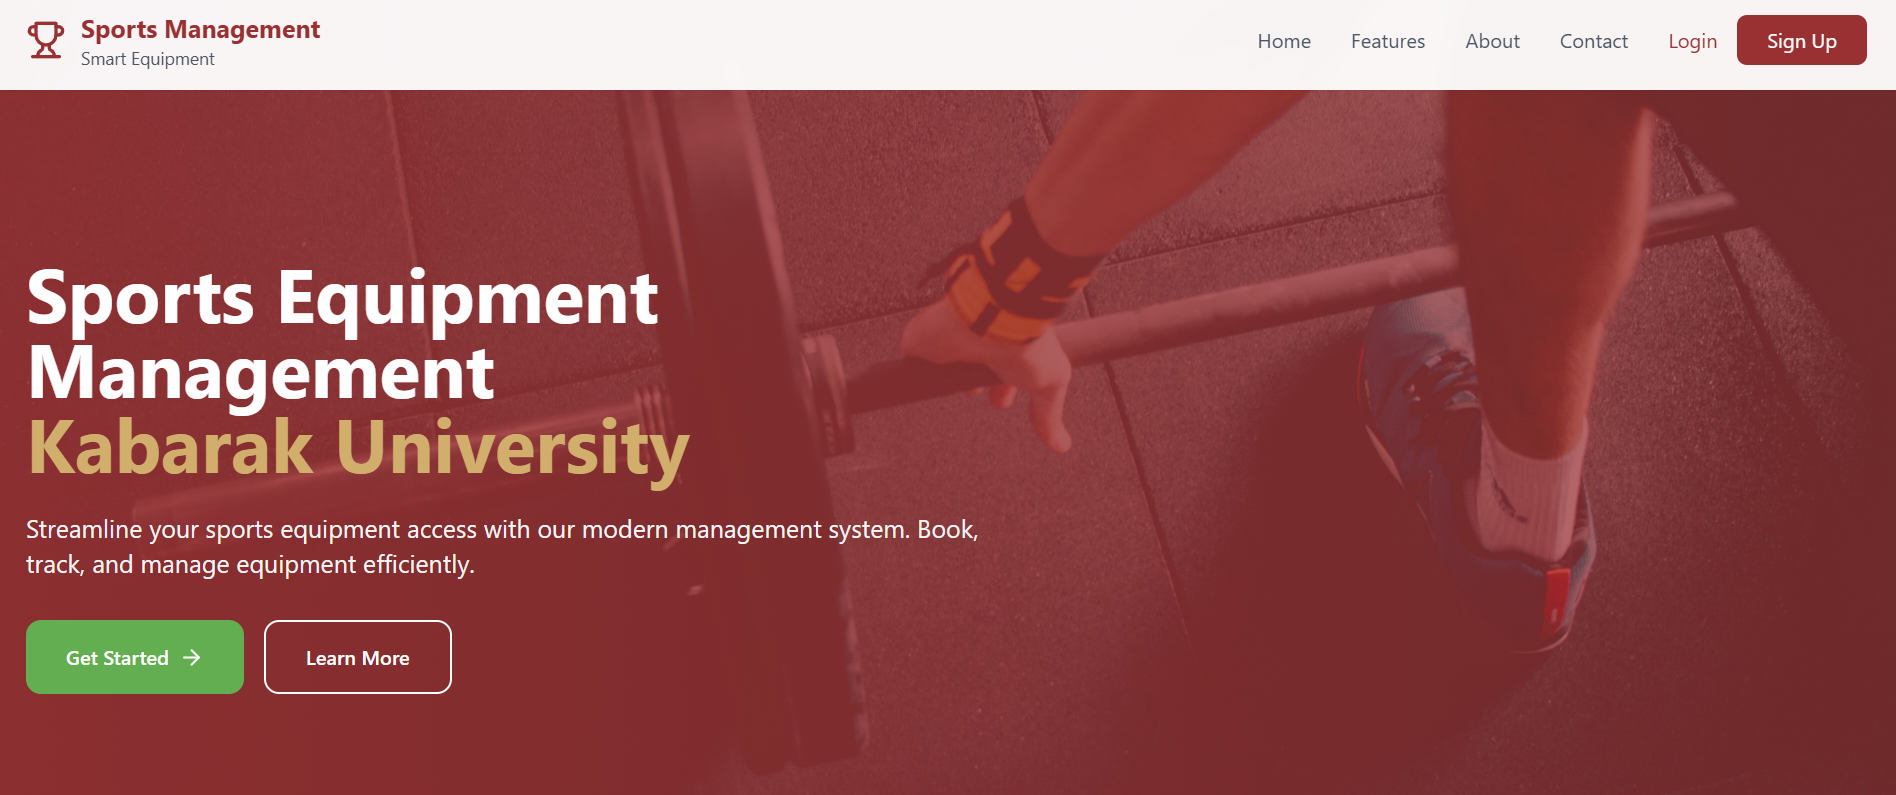 Sports Management
Smart Equipment
Home
Features
About
Contact
Login
Sign Up
Sports Equipment
Management
Kabarak University
Streamline your sports equipment access with our modern management system. Book,
track, and manage equipment efficiently.
Get Started
Learn More